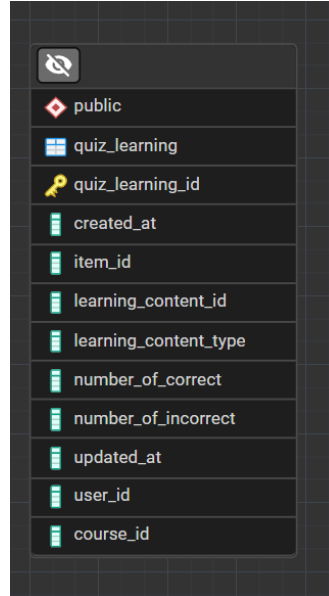 public
quiz_learning
quiz_learning_id
created_at
item_id
learning_content_id
learning_content_type
number_of_correct
number_of_incorrect
updated_at
user_id
course_id